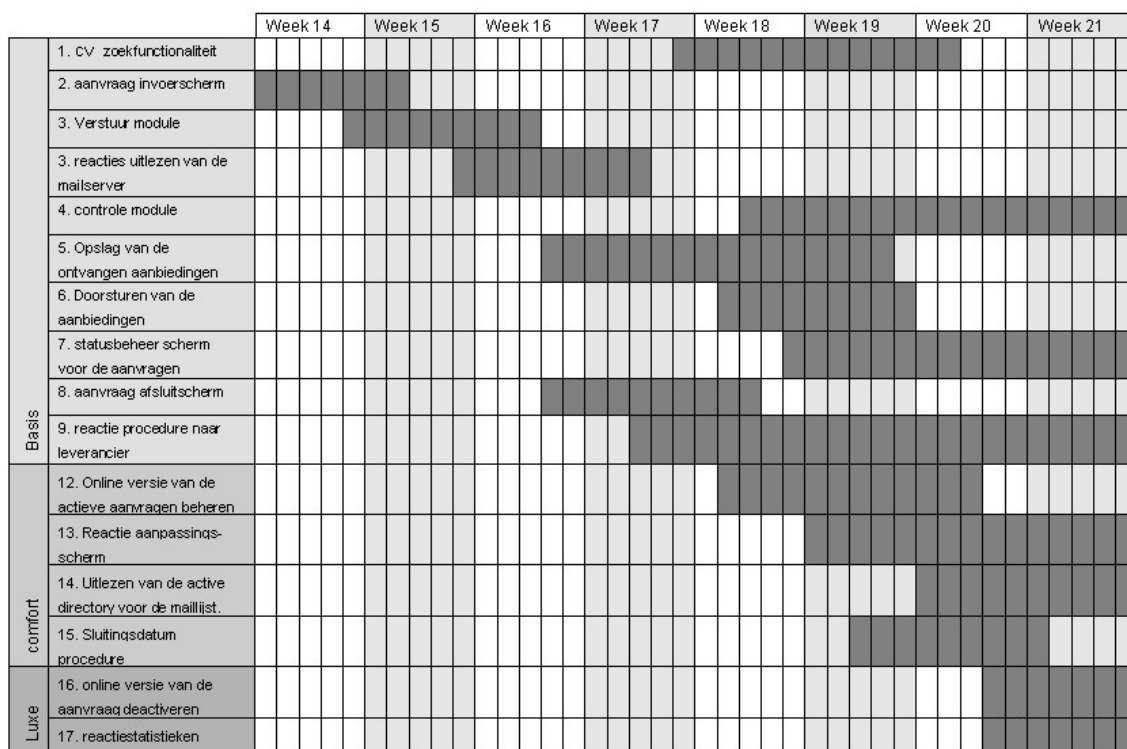 Week 14 Week 15 Week 16 Week 17 Week 18 Week 19 Week 20 Week 21
Basis
1. CV zoekfunctionaliteit
2. aanvraag invoerscherm
3. Verstuur module
3. reacties uitlezen van de
mailserver
4. controle module
5. Opslag van de
ontvangen aanbiedingen
6. Doorsturen van de
aanbiedingen
7. statusbeheer scherm
voor de aanvragen
8. aanvraag afsluitscherm
9. reactie procedure naar
leverancier
comfort
12. Online versie van de
actieve aanvragen beheren
13. Reactie aanpassings-
scherm
14. Uitlezen van de active
directory voor de maillijst.
15. Sluitingsdatum
procedure
Luxe
16. online versie van de
aanvraag deactiveren
17. reactiestatistieken